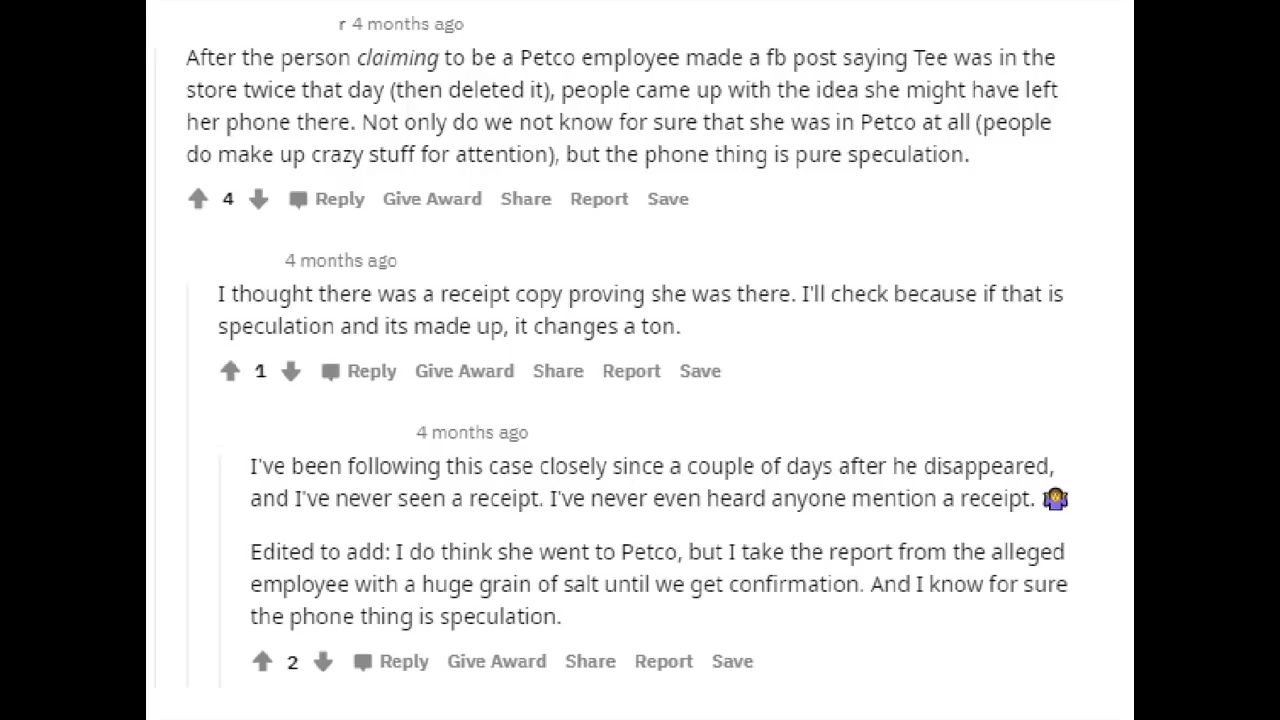 r 4 months ago
After the person claiming to be a Petco employee made a fb post saying Tee was in the
store twice that day (then deleted it), people came up with the idea she might have left
her phone there. Not only do we not know for sure that she was in Petco at all (people
do make up crazy stuff for attention), but the phone thing is pure speculation.
4 Reply Give Award Share Report Save
4 months ago
I thought there was a receipt copy proving she was there. I'll check because if that is
speculation and its made up, it changes a ton.
1 Reply Give Award Share Report Save
4 months ago
I've been following this case closely since a couple of days after he disappeared,
and I've never seen a receipt. I've never even heard anyone mention a receipt. 🤷‍♀️
Edited to add: I do think she went to Petco, but I take the report from the alleged
employee with a huge grain of salt until we get confirmation. And I know for sure
the phone thing is speculation.
2 Reply Give Award Share Report Save